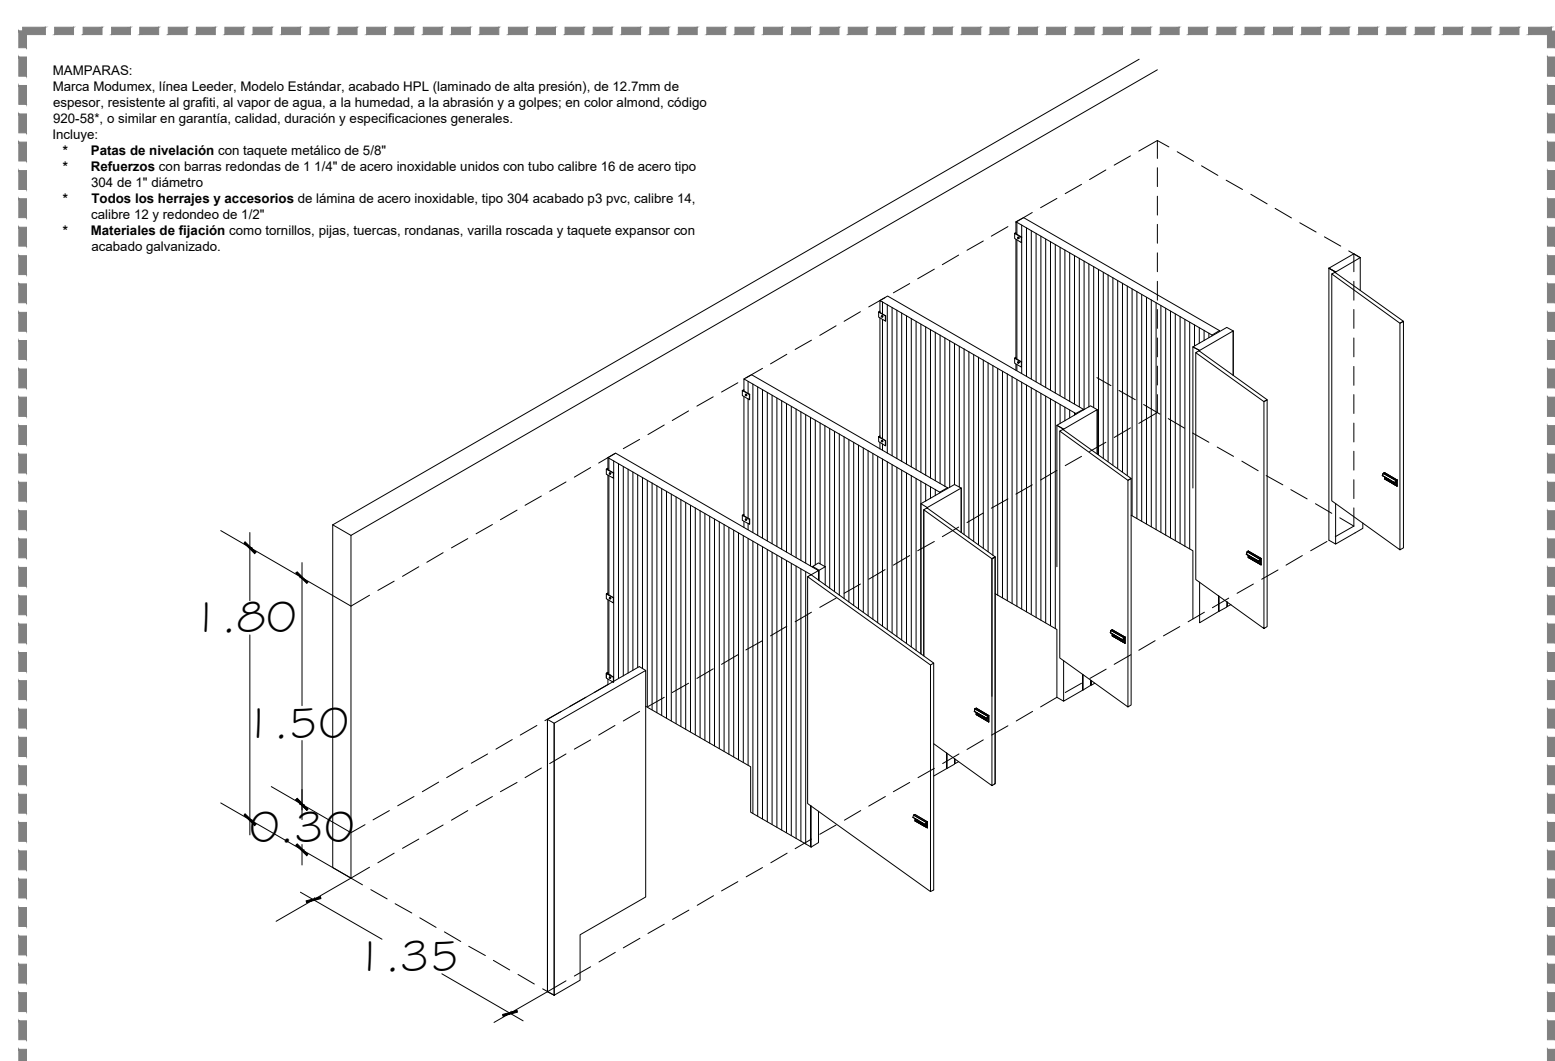 MAMPARAS:
Marca Modumex, línea Leeder, Modelo Estándar, acabado HPL (laminado de alta presión), de 12.7mm de
espesor, resistente al grafiti, al vapor de agua, a la humedad, a la abrasión y a golpes; en color almond, código
920-58*, o similar en garantía, calidad, duración y especificaciones generales.
Incluye:
* Patas de nivelación con taquete metálico de 5/8"
* Refuerzos con barras redondas de 1 1/4" de acero inoxidable unidos con tubo calibre 16 de acero tipo
304 de 1" diámetro
* Todos los herrajes y accesorios de lámina de acero inoxidable, tipo 304 acabado p3 pvc, calibre 14,
calibre 12 y redondeo de 1/2"
* Materiales de fijación como tornillos, pijas, tuercas, rondanas, varilla roscada y taquete expansor con
acabado galvanizado.
1.80
1.50
0.30
1.35